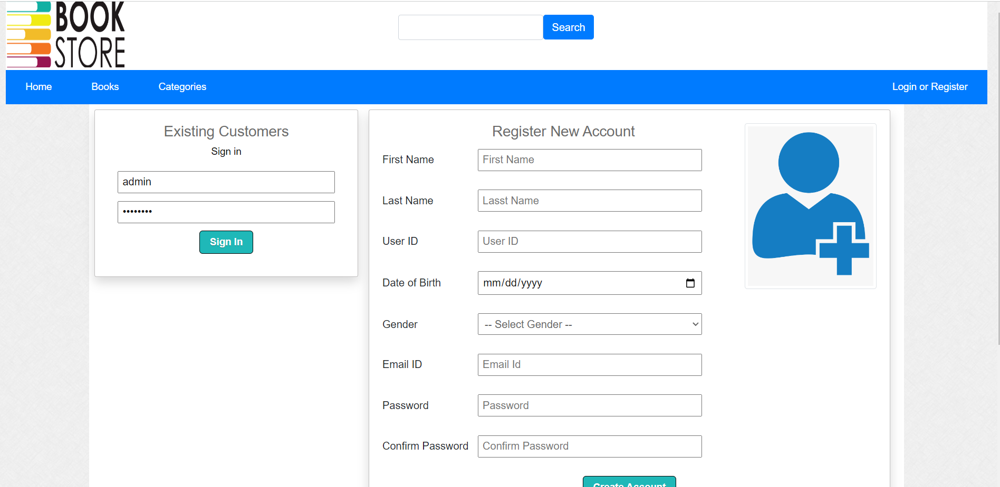 BOOK
STORE
Search
Home Books Categories Login or Register
Existing Customers
Sign in
admin
••••••••
Sign In
Register New Account
First Name First Name
Last Name Lasst Name
User ID User ID
Date of Birth mm/dd/yyyy
Gender -- Select Gender --
Email ID Email Id
Password Password
Confirm Password Confirm Password
Create Account